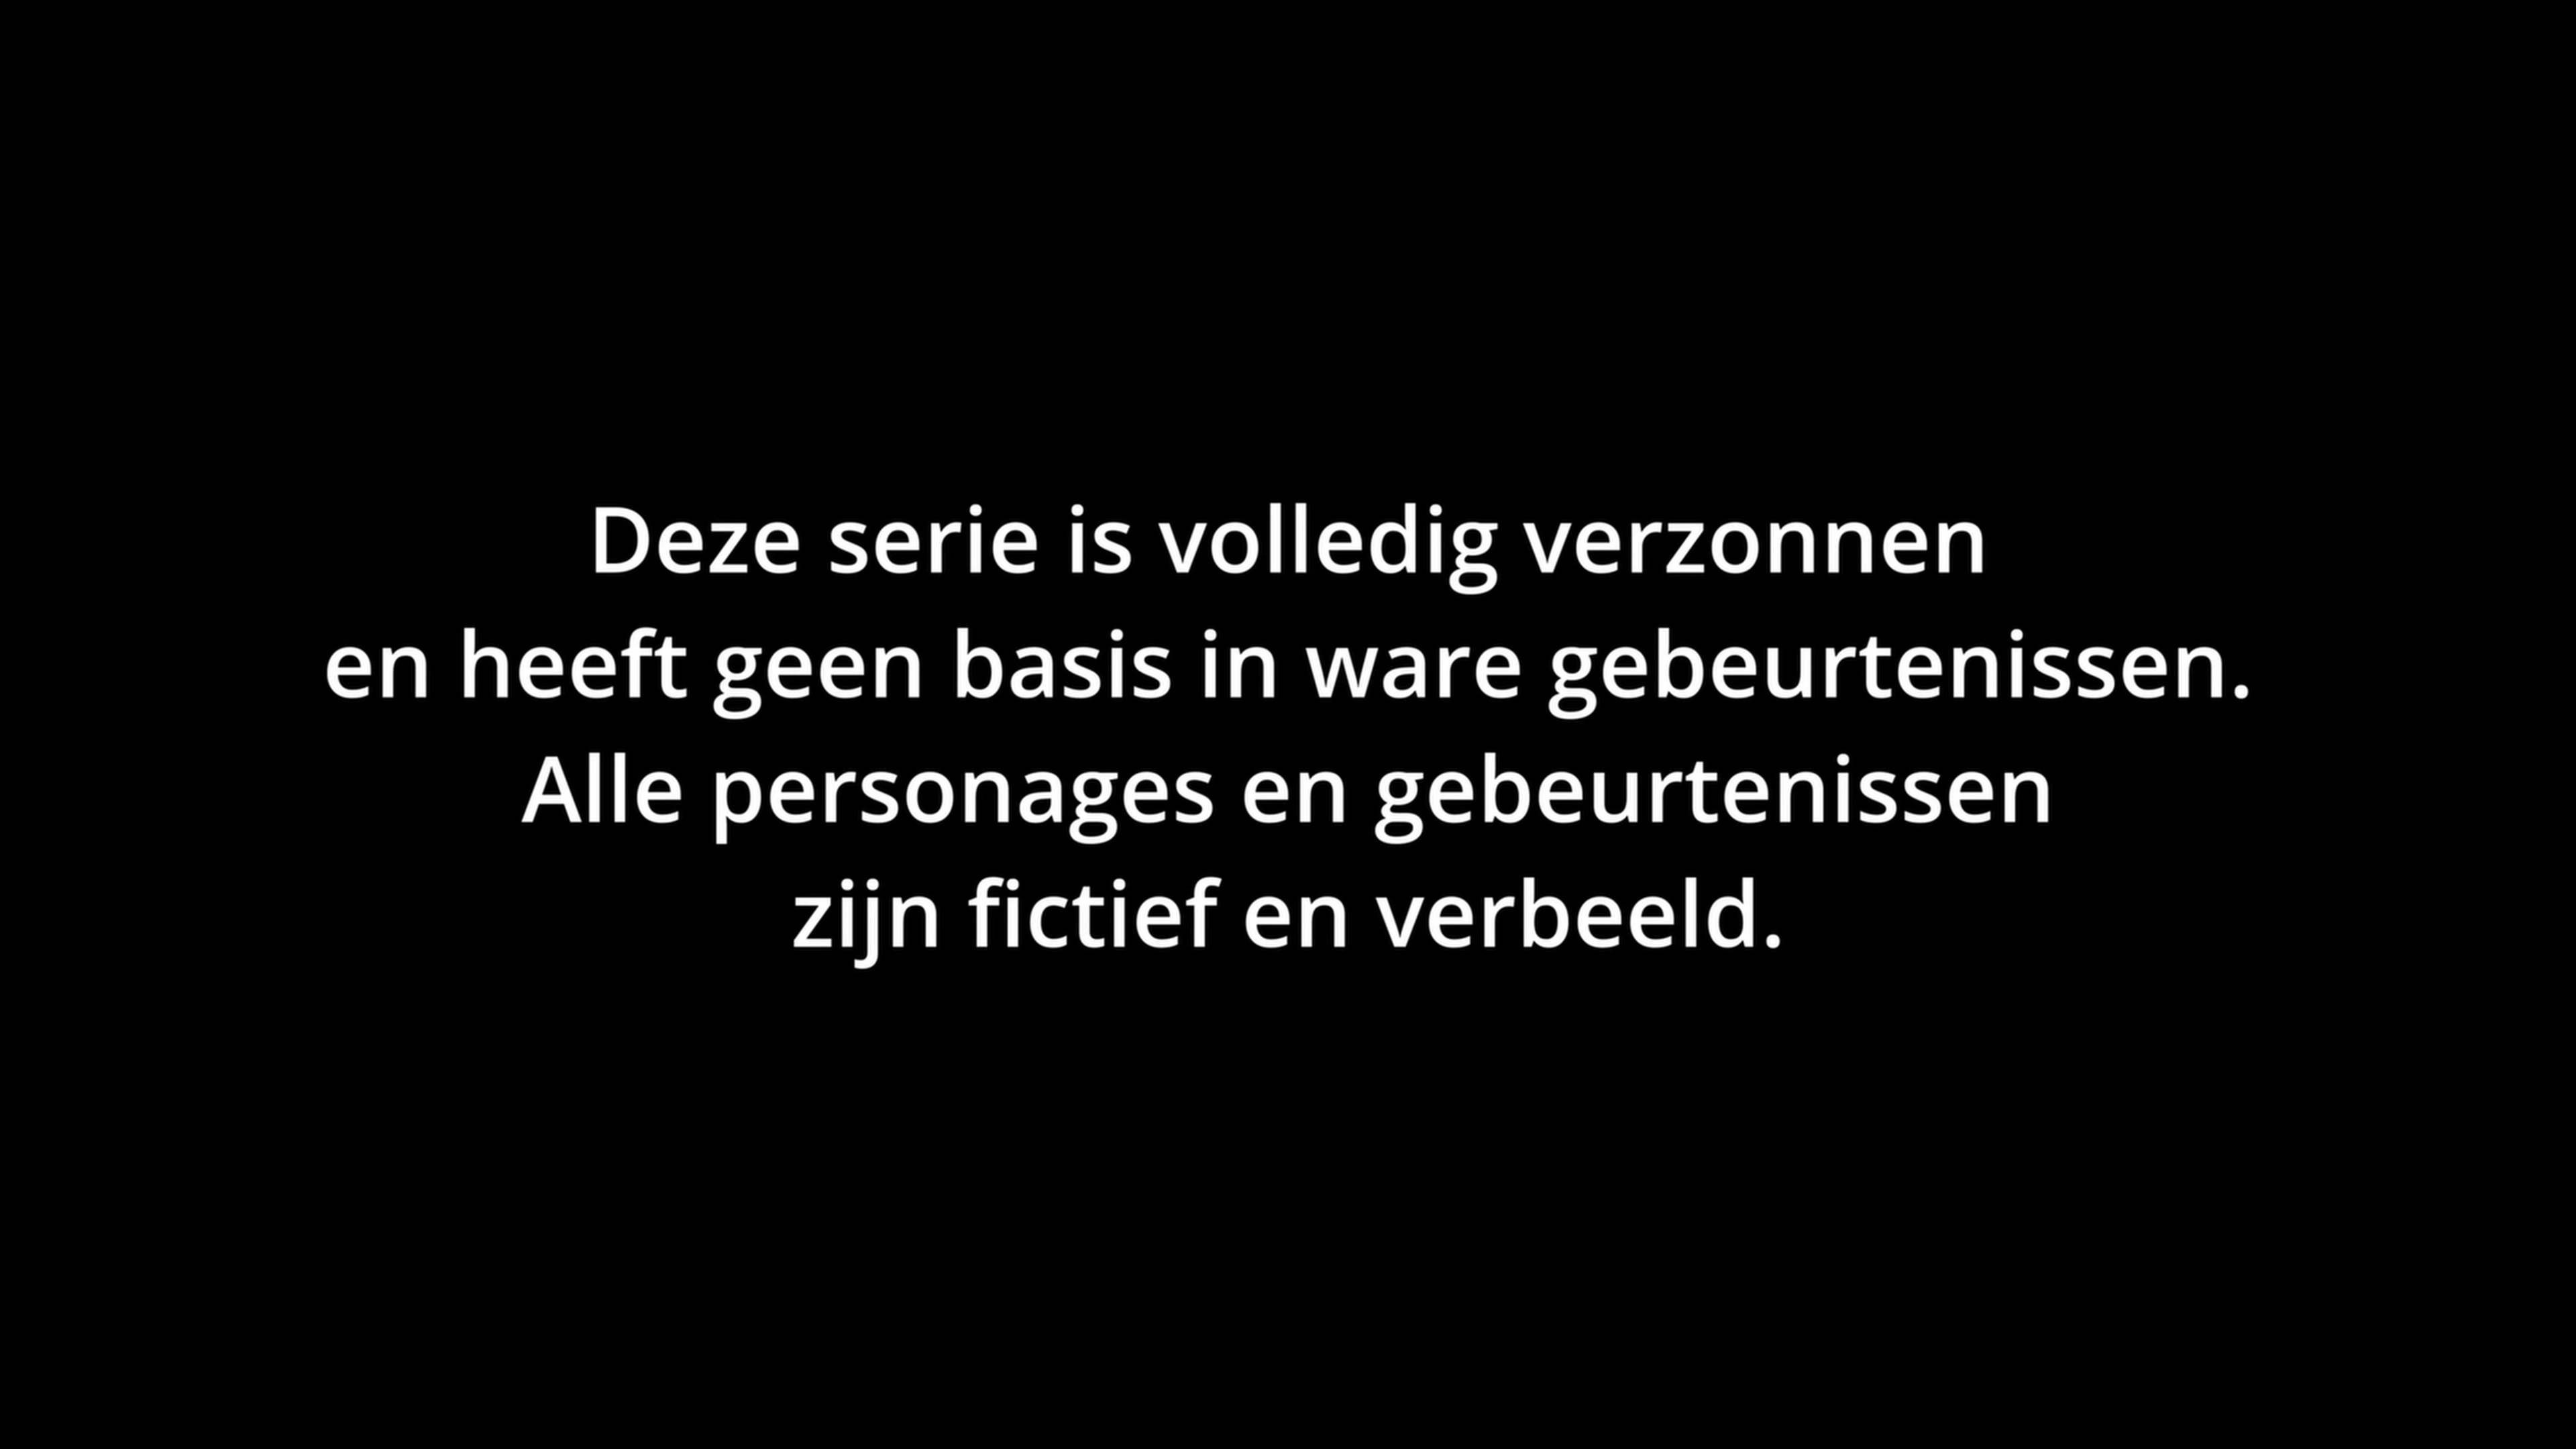 Deze serie is volledig verzonnen
en heeft geen basis in ware gebeurtenissen.
Alle personages en gebeurtenissen
zijn fictief en verbeeld.